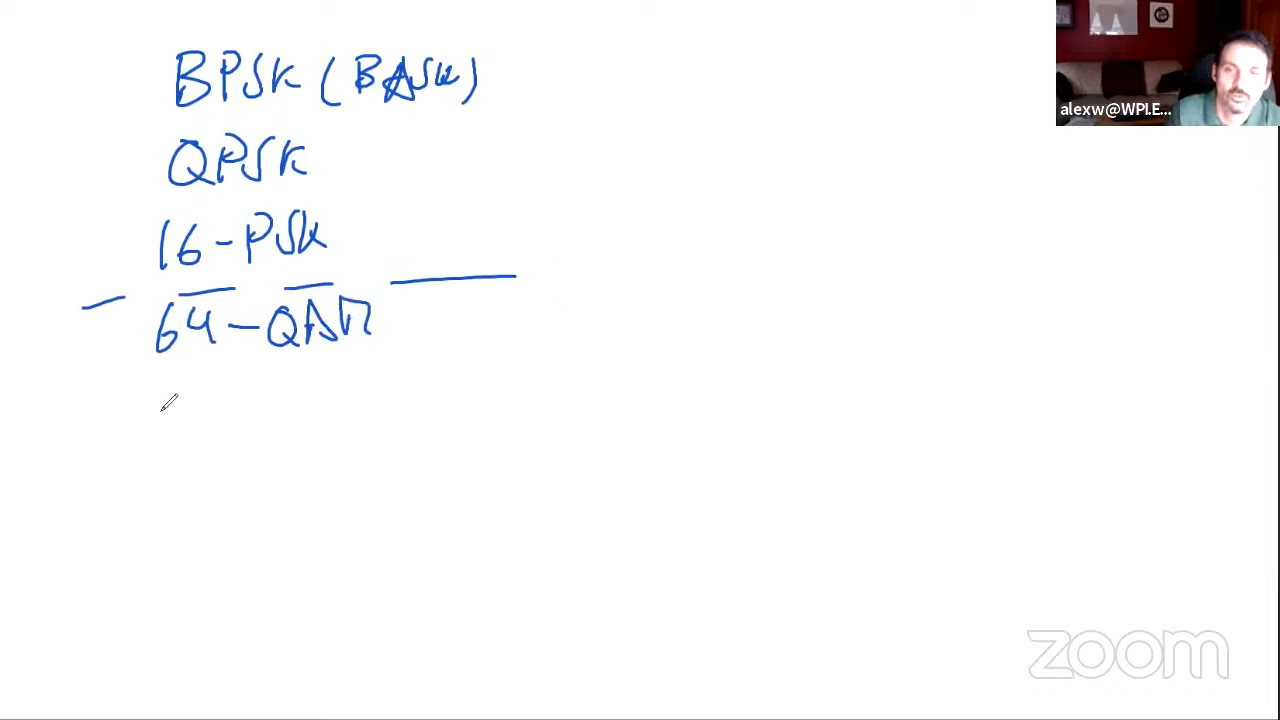 BPSK (BASK)
alexw@WPI.E...
QPSK
16-PSK
64-QAM
zoom